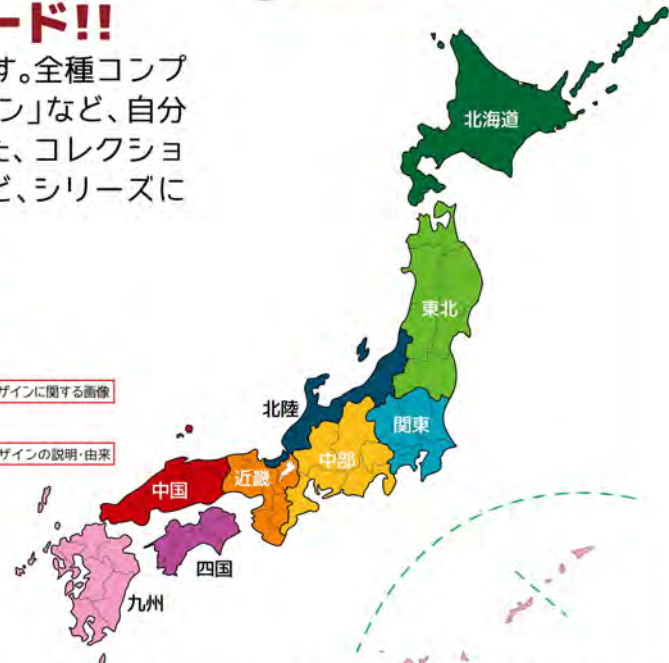 ード!!
す。全種コンプ
ン」など、自分
た、コレクショ
ど、シリーズに
北海道
東北
ザインに関する画像
北陸
関東
ザインの説明・由来
中部
近畿
中国
四国
九州